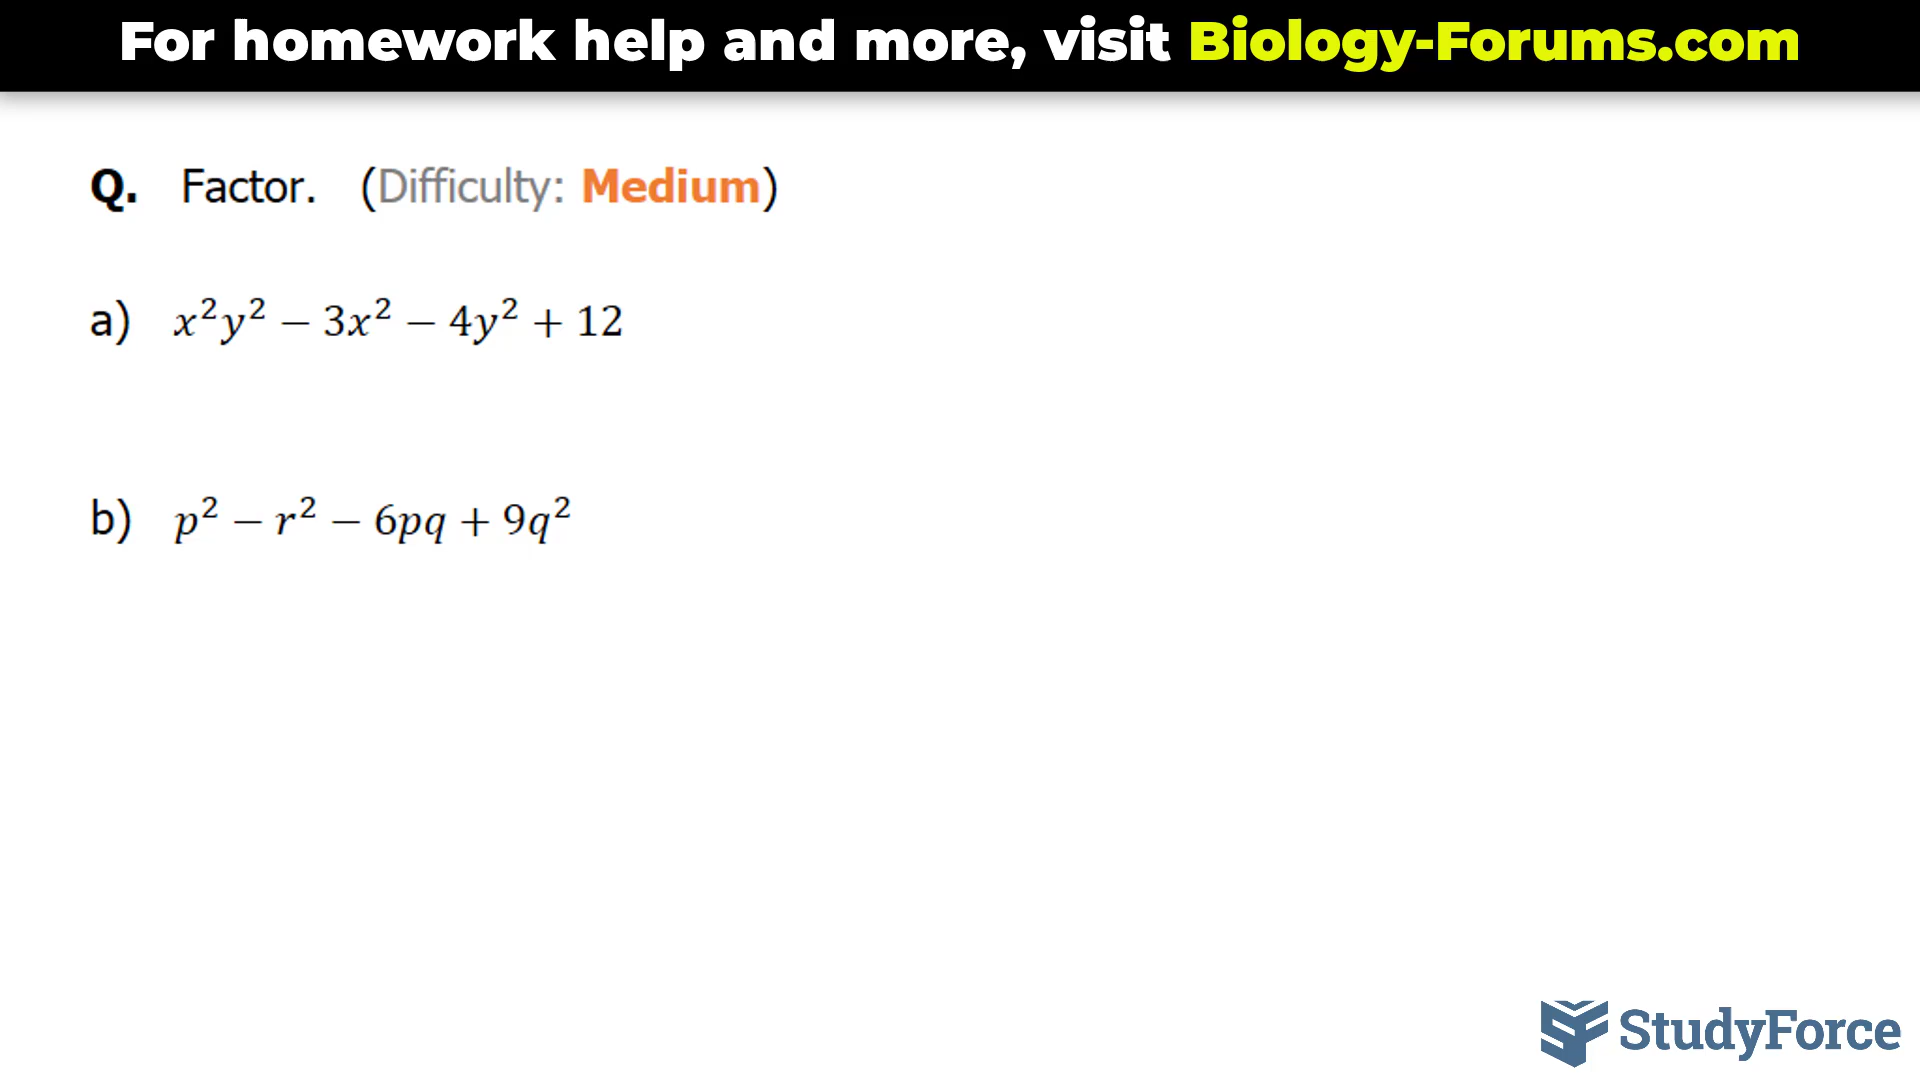 For homework help and more, visit Biology-Forums.com
Q. Factor. (Difficulty: Medium)
a) x²y² − 3x² − 4y² + 12
b) p² − r² − 6pq + 9q²
StudyForce